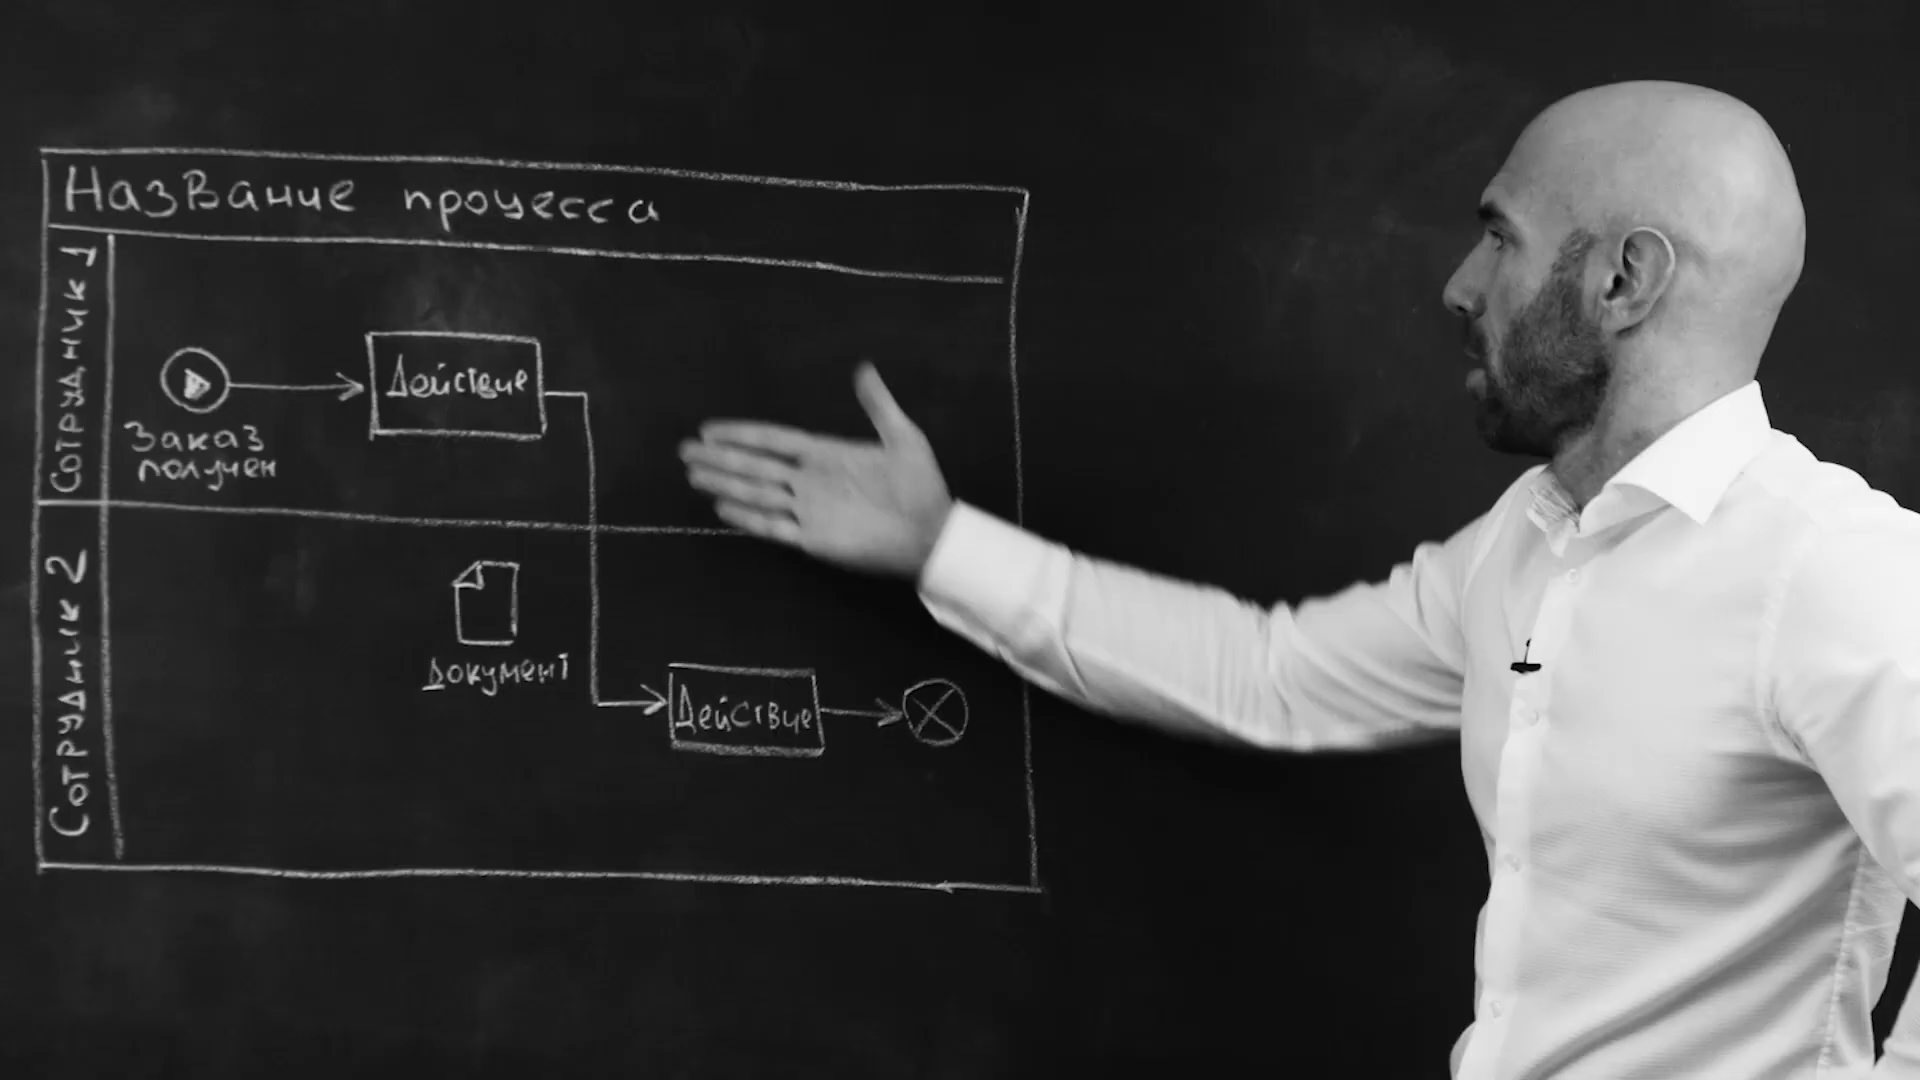 Название процесса
Сотрудник 1
Заказ
получен
Действие
Сотрудник 2
Документ
Действие